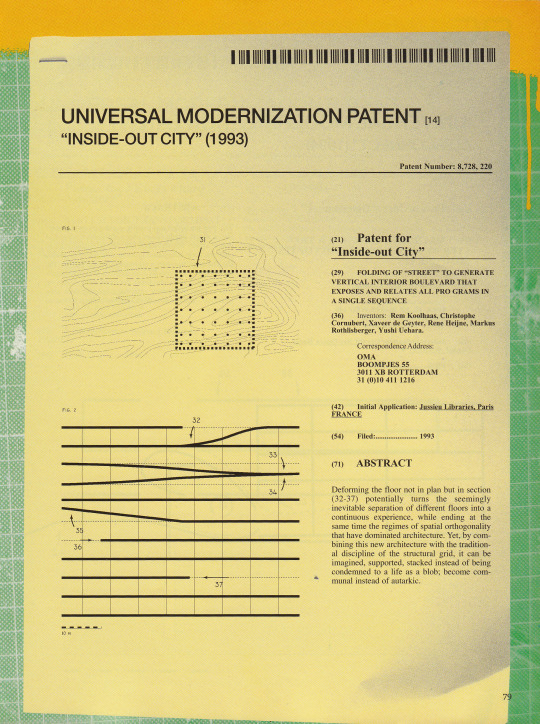 UNIVERSAL MODERNIZATION PATENT [14]
“INSIDE-OUT CITY” (1993)
Patent Number: 8,728, 220
FIG. 1
31
(21) Patent for
“Inside-out City”
(29) FOLDING OF “STREET” TO GENERATE
VERTICAL INTERIOR BOULEVARD THAT
EXPOSES AND RELATES ALL PRO GRAMS IN
A SINGLE SEQUENCE
(36) Inventors: Rem Koolhaas, Christophe
Cornubert, Xaveer de Geyter, Rene Heijne, Markus
Rothlisberger, Yushi Uehara.
Correspondence Address:
OMA
BOOMPJES 55
3011 XB ROTTERDAM
31 (0)10 411 1216
FIG. 2
32
33
34
35
36
37
10 M
(42) Initial Application: Jussieu Libraries, Paris
FRANCE
(54) Filed:..................... 1993
(71) ABSTRACT
Deforming the floor not in plan but in section
(32-37) potentially turns the seemingly
inevitable separation of different floors into a
continuous experience, while ending at the
same time the regimes of spatial orthogonality
that have dominated architecture. Yet, by com-
bining this new architecture with the tradition-
al discipline of the structural grid, it can be
imagined, supported, stacked instead of being
condemned to a life as a blob; become com-
munal instead of autarkic.
79